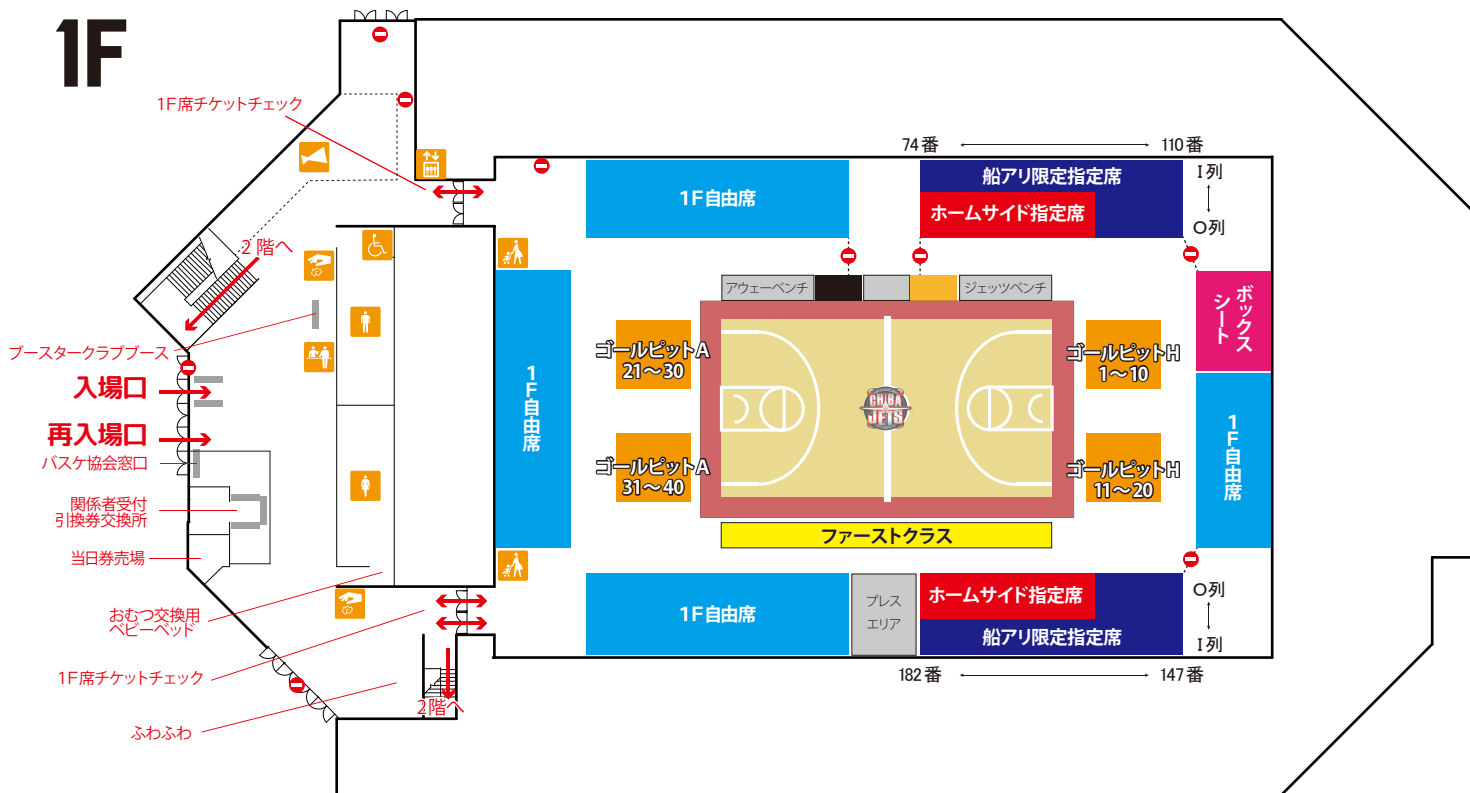 1F
1F席チケットチェック
74番
110番
1F自由席
船アリ限定指定席
ホームサイド指定席
I列
O列
2階へ
アウェーベンチ
ジェッツベンチ
ボックス
シート
ブースタークラブブース
入場口
再入場口
バスケ協会窓口
関係者受付
引換券交換所
当日券売場
1F自由席
ゴールピットA
21〜30
ゴールピットH
1〜10
CHIBA
JETS
ゴールピットA
31〜40
ゴールピットH
11〜20
1F自由席
ファーストクラス
おむつ交換用
ベビーベッド
1F席チケットチェック
ふわふわ
2階へ
1F自由席
プレス
エリア
ホームサイド指定席
船アリ限定指定席
O列
I列
182番
147番